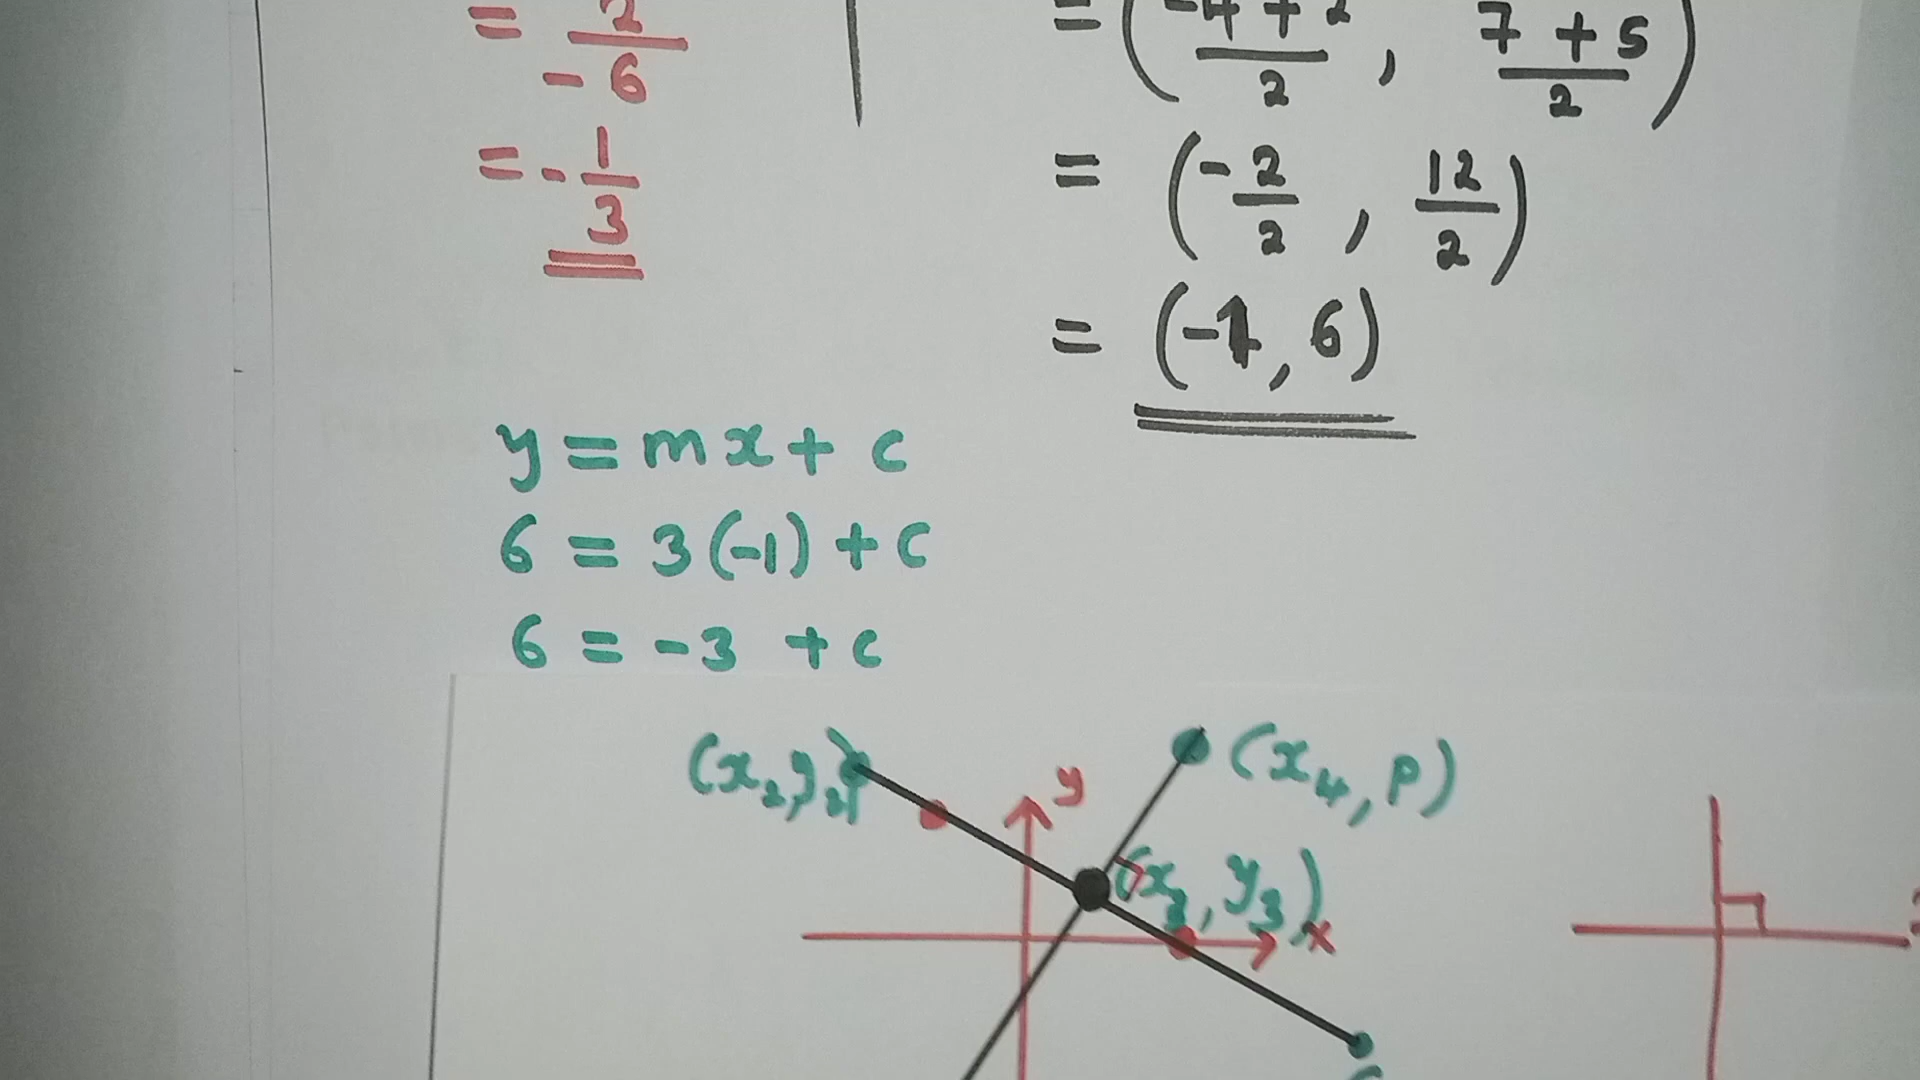 = 2/-6
= -1/3
= (-4+2/2, 7+5/2)
= (-2/2, 12/2)
= (-1, 6)
y = mx + c
6 = 3(-1) + c
6 = -3 + c
(x₂, y₂)
y
(x₄, p)
(x₃, y₃)
x